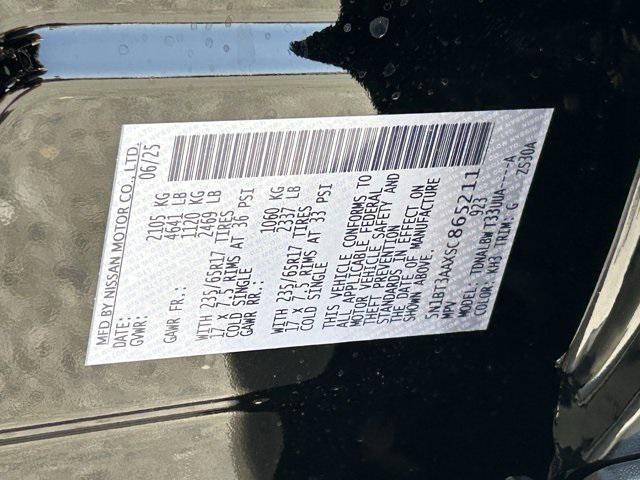 MFD BY NISSAN MOTOR CO., LTD.
DATE: 06/25
GVWR: 2105 KG
4641 LB
GAWR FR.: 1120 KG
2469 LB
WITH 235/65R17 TIRES
17 X 7.5 RIMS AT 36 PSI
COLD SINGLE
GAWR RR.: 1060 KG
2337 LB
WITH 235/65R17 TIRES
17 X 7.5 RIMS AT 33 PSI
COLD SINGLE
THIS VEHICLE CONFORMS TO
ALL APPLICABLE FEDERAL
MOTOR VEHICLE SAFETY AND
THEFT PREVENTION
STANDARDS IN EFFECT ON
THE DATE OF MANUFACTURE
SHOWN ABOVE.
5N1BT3AAXSC865211
MPV 923
MODEL: TDNALBW
COLOR: KH3 TRIM: G ZS30A